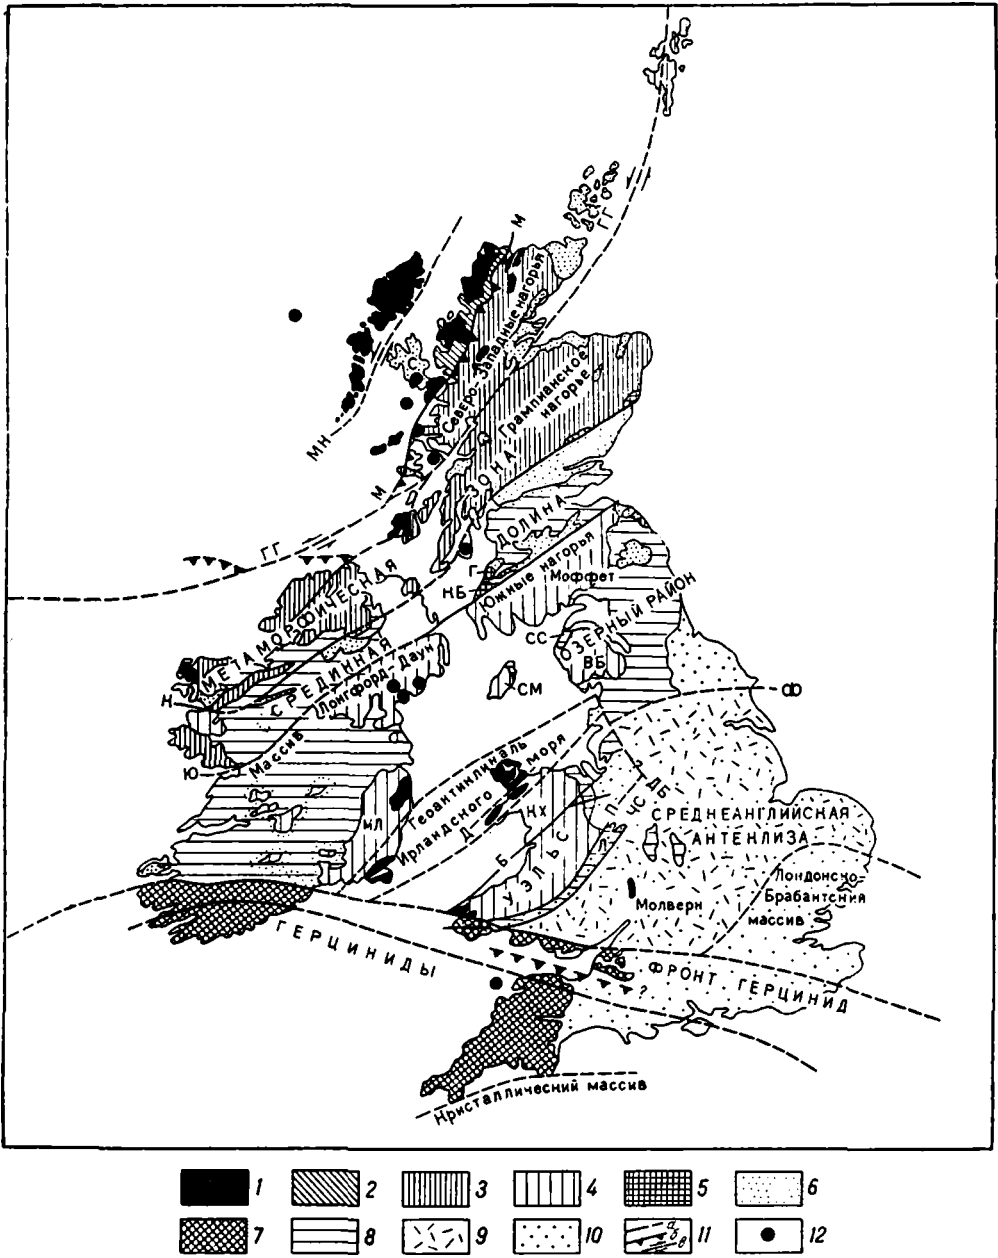 М
ГГ
С
Северо-Западные нагорья
Грампианское
нагорье
МН
М
ЗОНА
ГГ
ДОЛИНА
Г
НБ
Южные нагорья
Моффет
МЕТАМОРФИЧЕСКАЯ
СС
ОЗЕРНЫЙ РАЙОН
ВБ
СМ
Н
СРЕДИННАЯ
Лонгфорд-Даун
Ю
Массив
Ф
Геоантиклиналь
Ирландского моря
Д
?
ДБ
ЧС
П
Л
НХ
Б
УЭЛЬС
МЛ
СРЕДНЕАНГЛИЙСКАЯ
АНТЕКЛИЗА
Молверн
Лондонско-
Брабантский
массив
ГЕРЦИНИДЫ
ФРОНТ ГЕРЦИНИД
?
Кристаллический массив
1 2 3 4 5 6
7 8 9 10 а б в 11 12